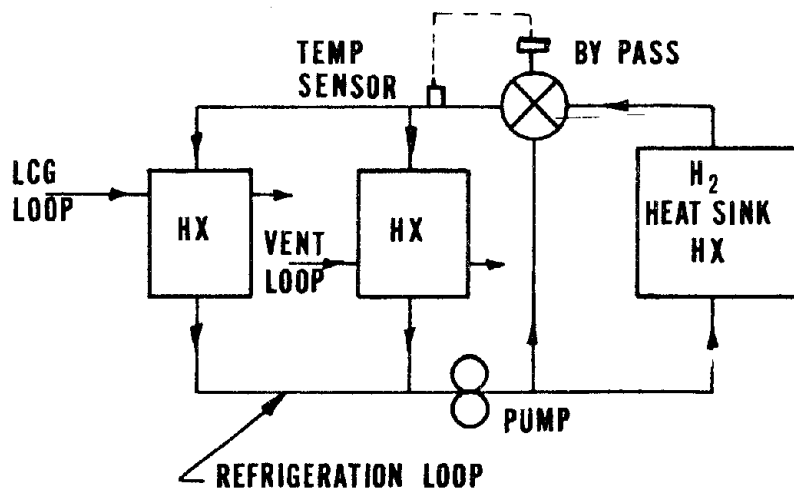 TEMP
SENSOR
BY PASS
LCG
LOOP
HX
VENT
LOOP
HX
H2
HEAT SINK
HX
PUMP
REFRIGERATION LOOP